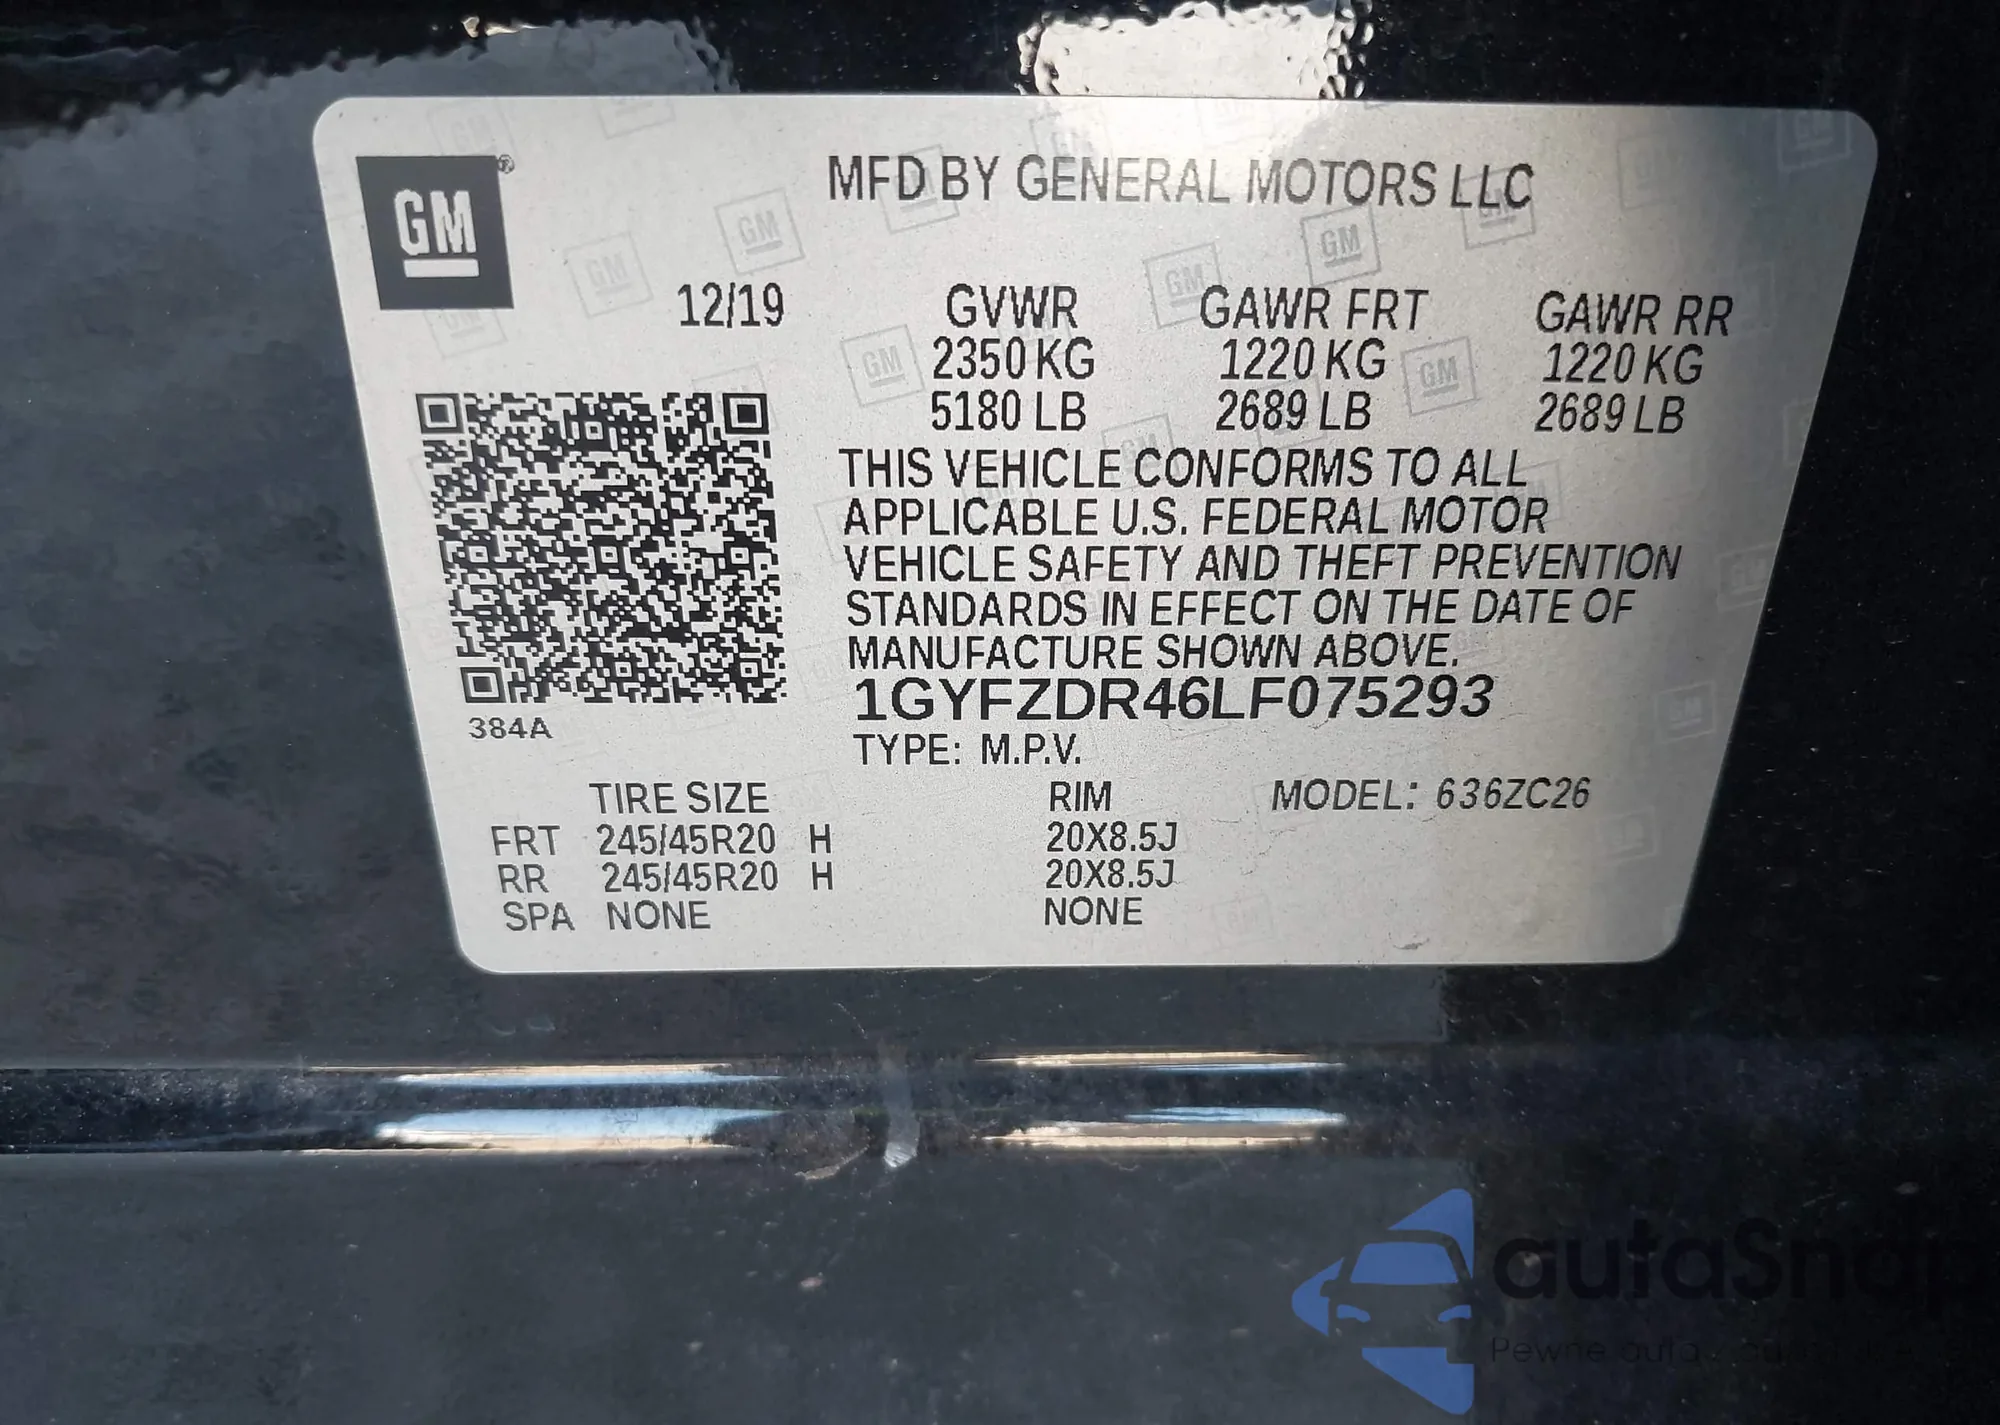 GM ®
MFD BY GENERAL MOTORS LLC
12/19 GVWR GAWR FRT GAWR RR
2350 KG 1220 KG 1220 KG
5180 LB 2689 LB 2689 LB
THIS VEHICLE CONFORMS TO ALL
APPLICABLE U.S. FEDERAL MOTOR
VEHICLE SAFETY AND THEFT PREVENTION
STANDARDS IN EFFECT ON THE DATE OF
MANUFACTURE SHOWN ABOVE.
1GYFZDR46LF075293
384A
TYPE: M.P.V.
TIRE SIZE RIM MODEL: 636ZC26
FRT 245/45R20 H 20X8.5J
RR 245/45R20 H 20X8.5J
SPA NONE NONE
autaSnap
Pewne auta